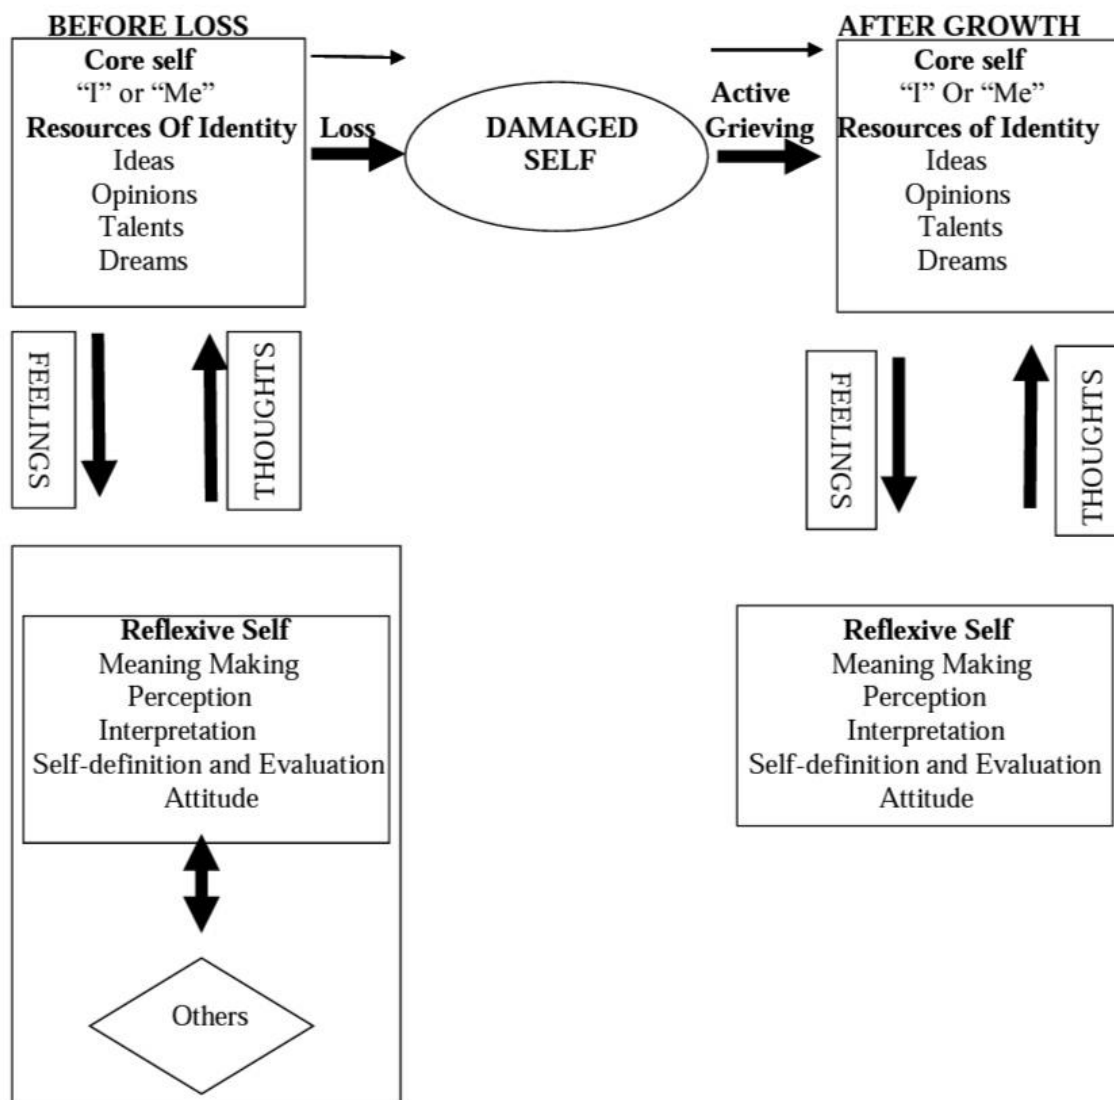 BEFORE LOSS
Core self
“I” or “Me”
Resources Of Identity
Ideas
Opinions
Talents
Dreams
Loss
DAMAGED
SELF
Active
Grieving
AFTER GROWTH
Core self
“I” Or “Me”
Resources of Identity
Ideas
Opinions
Talents
Dreams
FEELINGS
THOUGHTS
FEELINGS
THOUGHTS
Reflexive Self
Meaning Making
Perception
Interpretation
Self-definition and Evaluation
Attitude
Others
Reflexive Self
Meaning Making
Perception
Interpretation
Self-definition and Evaluation
Attitude